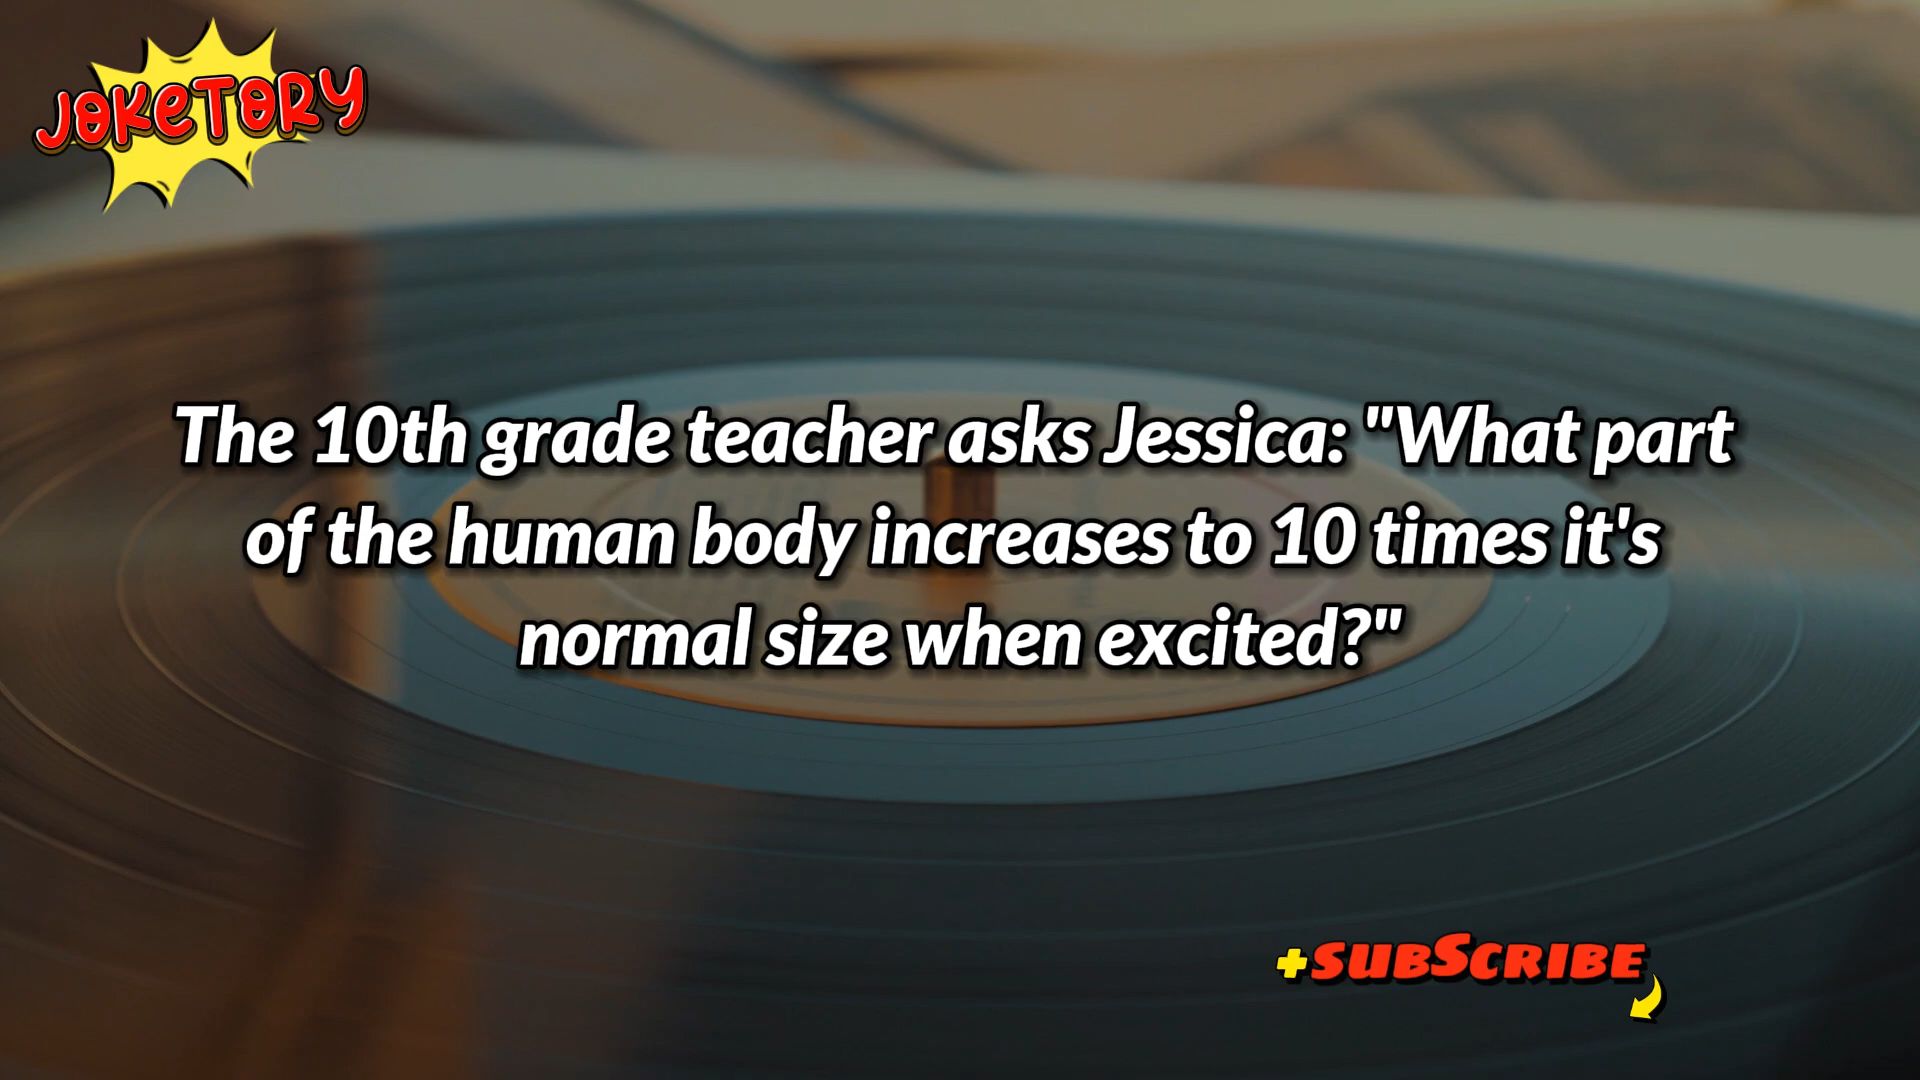 JOKETORY
The 10th grade teacher asks Jessica: "What part
of the human body increases to 10 times it's
normal size when excited?"
+SUBSCRIBE